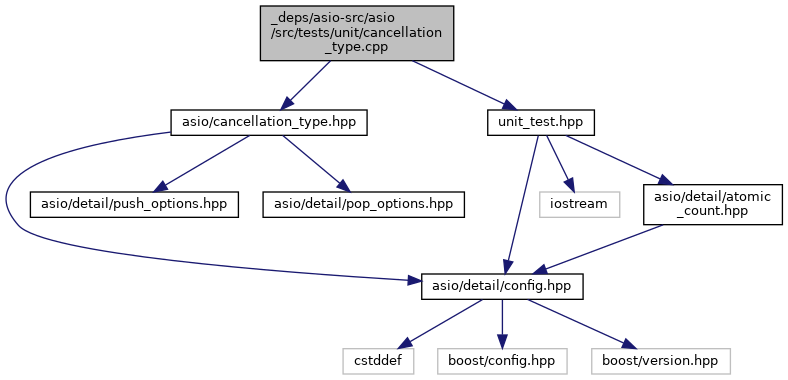 _deps/asio-src/asio
/src/tests/unit/cancellation
_type.cpp
asio/cancellation_type.hpp
unit_test.hpp
asio/detail/push_options.hpp
asio/detail/pop_options.hpp
iostream
asio/detail/atomic
_count.hpp
asio/detail/config.hpp
cstddef
boost/config.hpp
boost/version.hpp